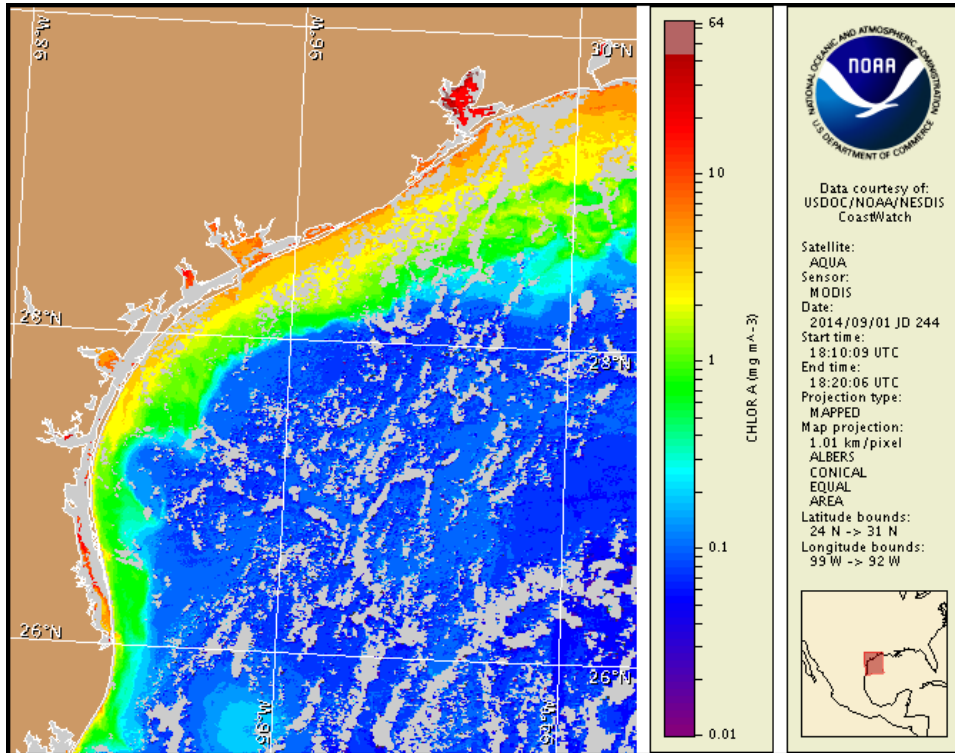 98°W
96°W
30°N
28°N
28°N
26°N
26°N
96°W
94°W
64
10
1
0.1
0.01
CHLOR A (mg m^-3)
NATIONAL OCEANIC AND ATMOSPHERIC ADMINISTRATION
NOAA
U.S. DEPARTMENT OF COMMERCE
Data courtesy of:
USDOC/NOAA/NESDIS
CoastWatch
Satellite:
AQUA
Sensor:
MODIS
Date:
2014/09/01 JD 244
Start time:
18:10:09 UTC
End time:
18:20:06 UTC
Projection type:
MAPPED
Map projection:
1.01 km/pixel
ALBERS
CONICAL
EQUAL
AREA
Latitude bounds:
24 N -> 31 N
Longitude bounds:
99 W -> 92 W